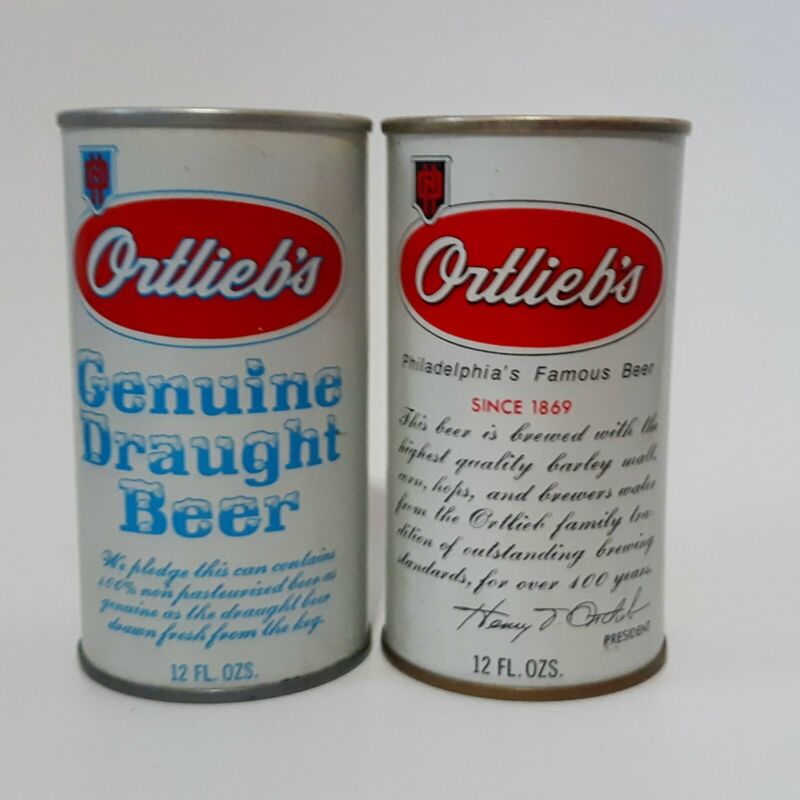 Ortlieb's
Genuine
Draught
Beer
We pledge this can contains
100% non pasteurized beer as
genuine as the draught beer
drawn fresh from the keg.
12 FL. OZS.
Ortlieb's
Philadelphia's Famous Beer
SINCE 1869
This beer is brewed with the
highest quality barley malt,
corn, hops, and brewers water
from the Ortlieb family tra-
dition of outstanding brewing
standards, for over 100 years.
Henry T Ortlieb
PRESIDENT
12 FL. OZS.